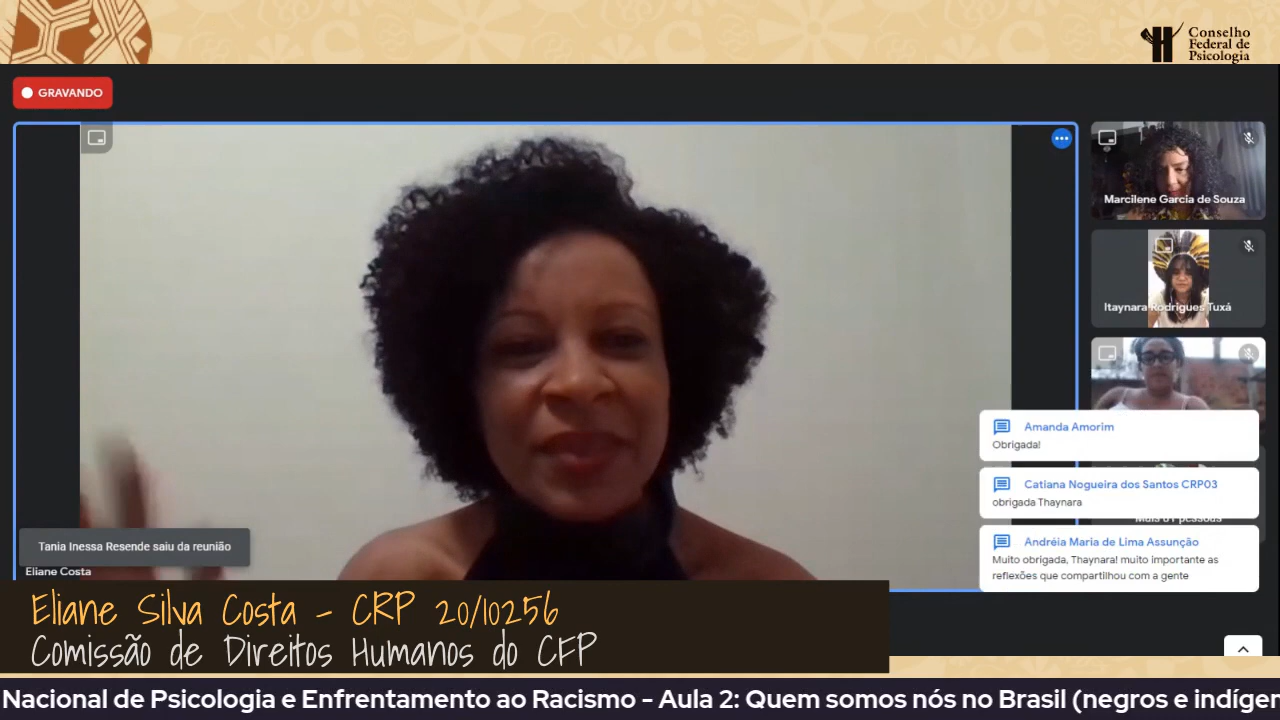 Conselho
Federal de
Psicologia
GRAVANDO
Marcilene Garcia de Souza
Itaynara Rodrigues Tuxá
Amanda Amorim
Obrigada!
Catiana Nogueira dos Santos CRP03
obrigada Thaynara
Andréia Maria de Lima Assunção
Muito obrigada, Thaynara! muito importante as
reflexões que compartilhou com a gente
Tania Inessa Resende saiu da reunião
Eliane Costa
Eliane Silva Costa - CRP 20/10256
Comissão de Direitos Humanos do CFP
Nacional de Psicologia e Enfrentamento ao Racismo - Aula 2: Quem somos nós no Brasil (negros e indíger